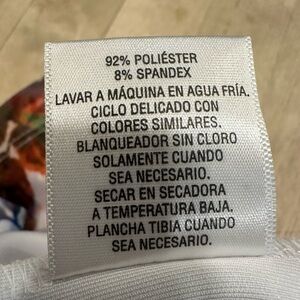 92% POLIÉSTER
8% SPANDEX
LAVAR A MÁQUINA EN AGUA FRÍA.
CICLO DELICADO CON
COLORES SIMILARES.
BLANQUEADOR SIN CLORO
SOLAMENTE CUANDO
SEA NECESARIO.
SECAR EN SECADORA
A TEMPERATURA BAJA.
PLANCHA TIBIA CUANDO
SEA NECESARIO.